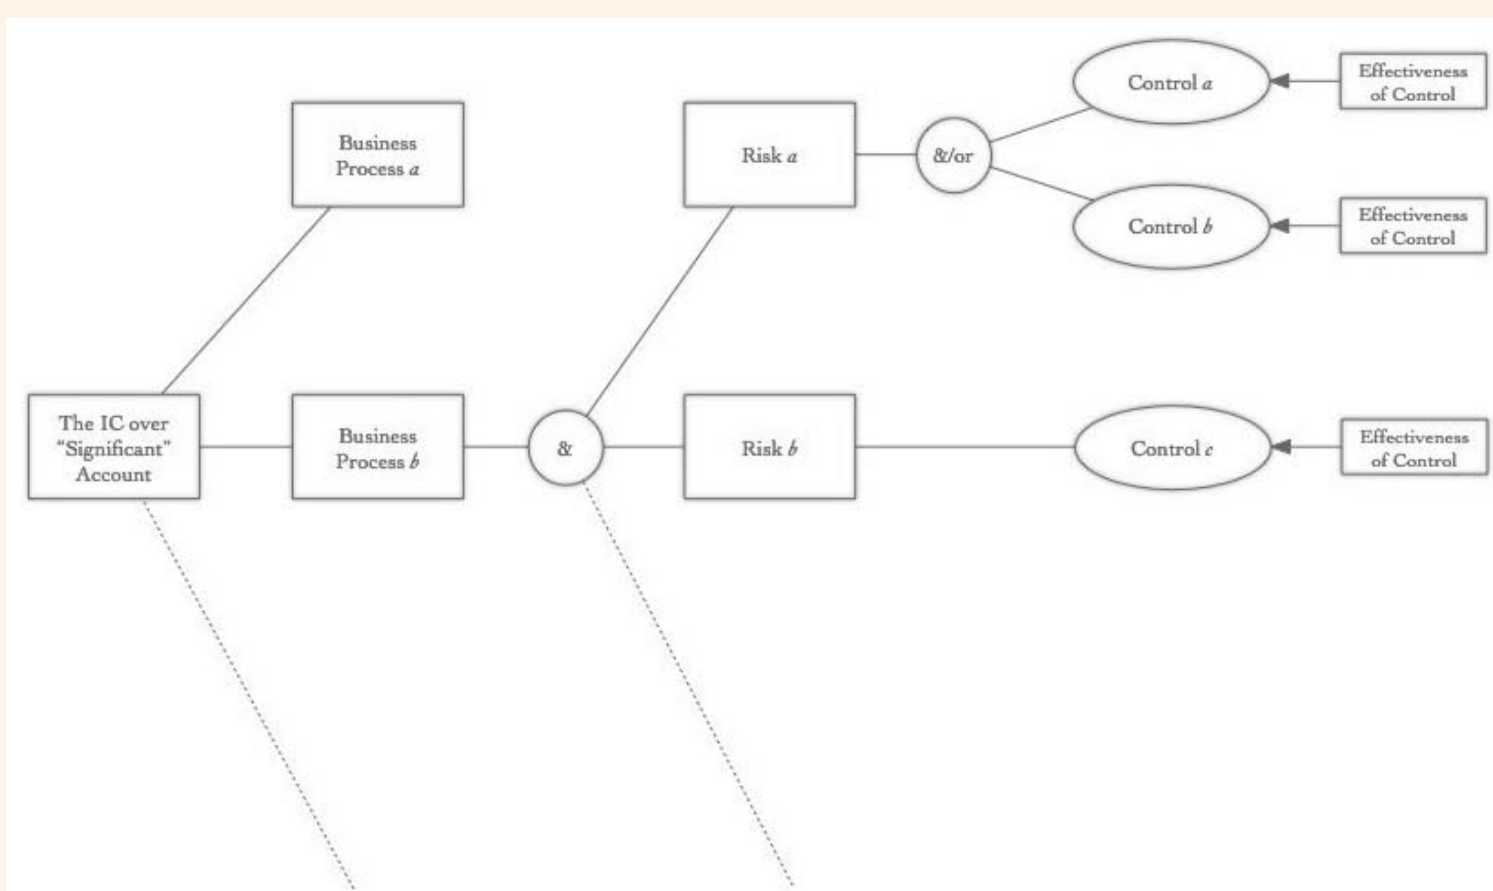 Control a
Effectiveness
of Control
Business
Process a
Risk a
&/or
Control b
Effectiveness
of Control
The IC over
“Significant”
Account
Business
Process b
&
Risk b
Control c
Effectiveness
of Control